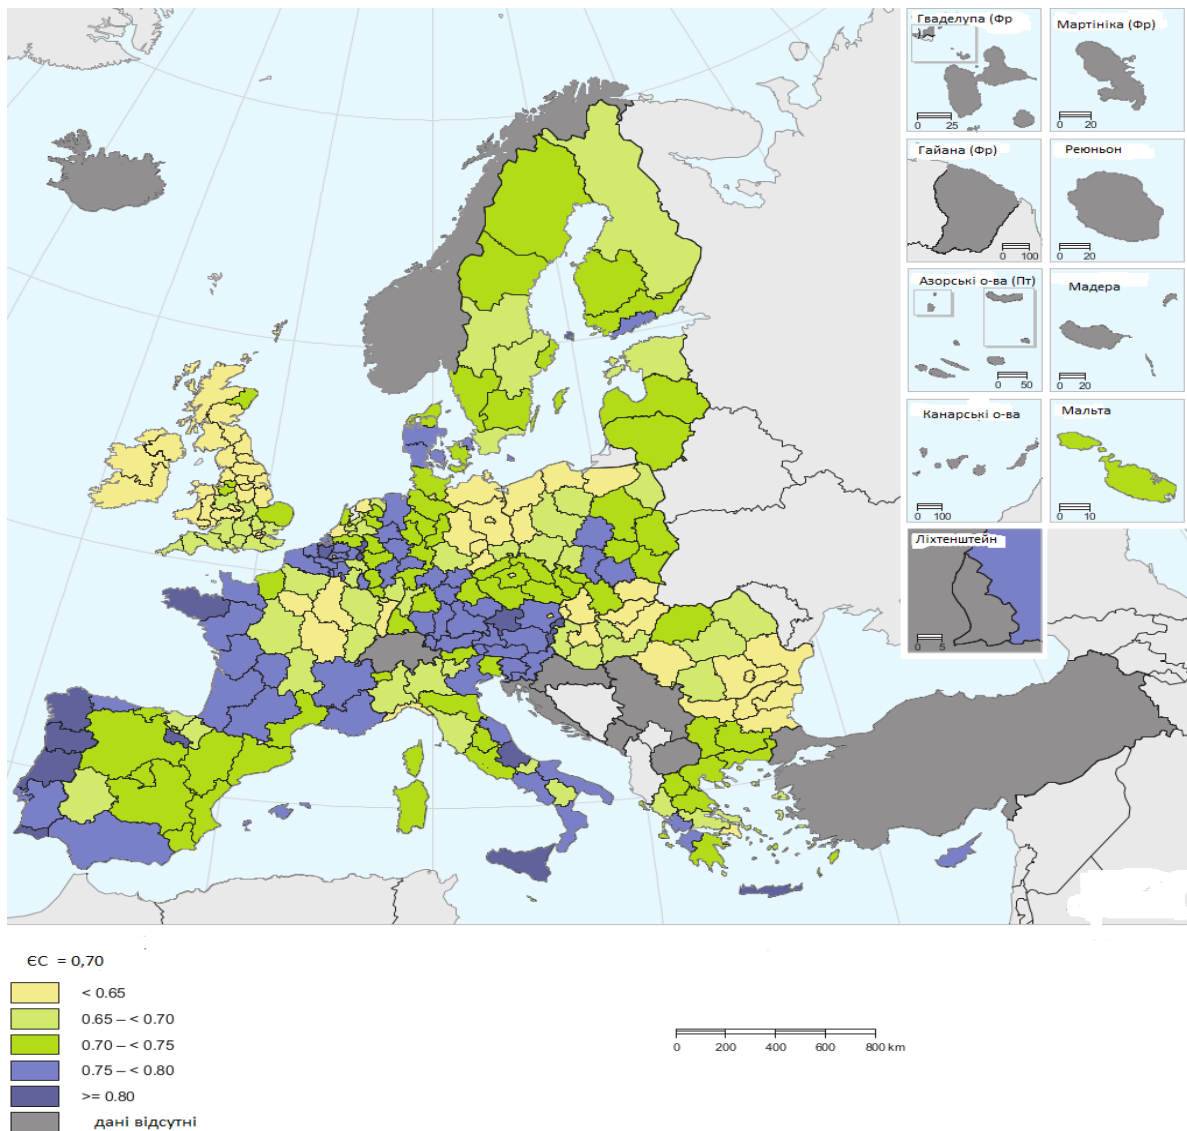 Гваделупа (Фр
0 25
Мартініка (Фр)
0 20
Гайана (Фр)
0 100
Реюньон
0 20
Азорські о-ва (Пт)
0 50
Мадера
0 20
Канарські о-ва
0 100
Мальта
0 10
Ліхтенштейн
0 5
ЄС = 0,70
< 0.65
0.65 – < 0.70
0.70 – < 0.75
0.75 – < 0.80
>= 0.80
дані відсутні
0 200 400 600 800 km